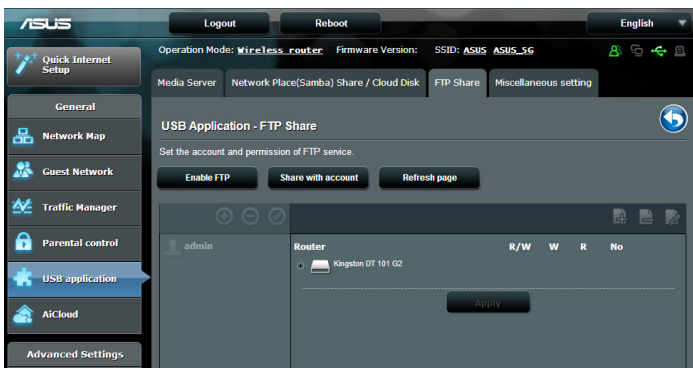 ASUS Logout Reboot English
Operation Mode: Wireless router Firmware Version: SSID: ASUS ASUS_5G
Quick Internet
Setup
Media Server Network Place(Samba) Share / Cloud Disk FTP Share Miscellaneous setting
General
Network Map
Guest Network
Traffic Manager
Parental control
USB application
AiCloud
Advanced Settings
USB Application - FTP Share
Set the account and permission of FTP service.
Enable FTP Share with account Refresh page
admin
Router R/W W R No
Kingston DT 101 G2
Apply